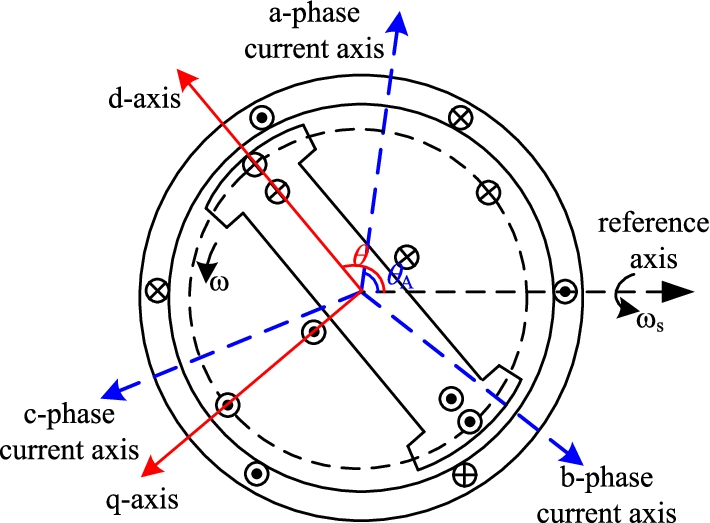 a-phase
current axis
d-axis
reference
axis
θ
θA
ω
ωs
c-phase
current axis
q-axis
b-phase
current axis